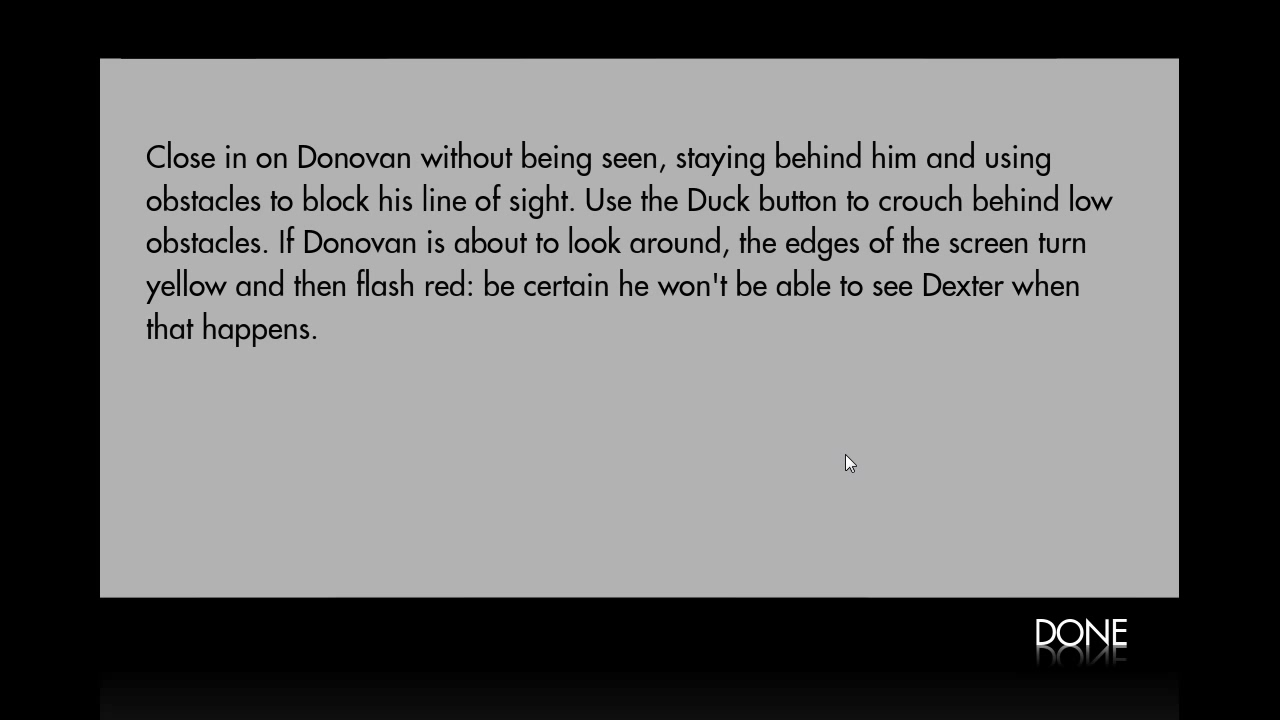 Close in on Donovan without being seen, staying behind him and using
obstacles to block his line of sight. Use the Duck button to crouch behind low
obstacles. If Donovan is about to look around, the edges of the screen turn
yellow and then flash red: be certain he won't be able to see Dexter when
that happens.
DONE